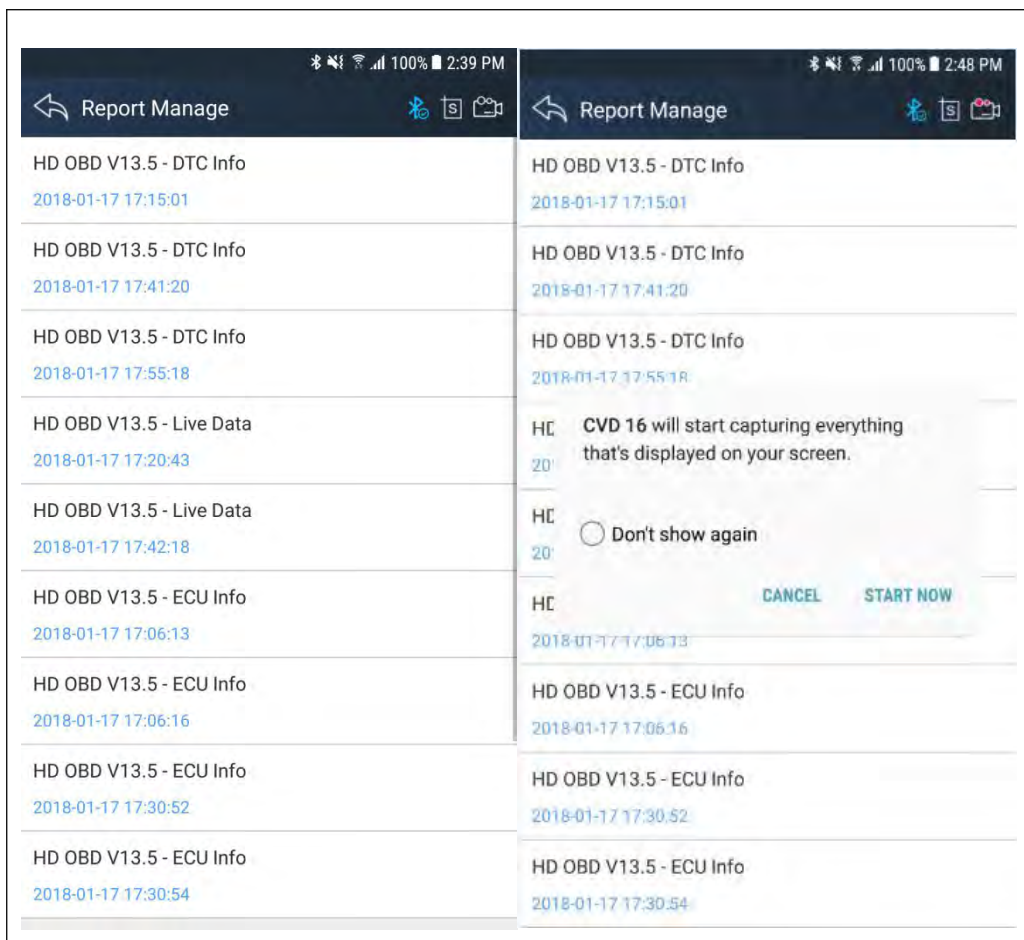 100% 2:39 PM
Report Manage
S
HD OBD V13.5 - DTC Info
2018-01-17 17:15:01
HD OBD V13.5 - DTC Info
2018-01-17 17:41:20
HD OBD V13.5 - DTC Info
2018-01-17 17:55:18
HD OBD V13.5 - Live Data
2018-01-17 17:20:43
HD OBD V13.5 - Live Data
2018-01-17 17:42:18
HD OBD V13.5 - ECU Info
2018-01-17 17:06:13
HD OBD V13.5 - ECU Info
2018-01-17 17:06:16
HD OBD V13.5 - ECU Info
2018-01-17 17:30:52
HD OBD V13.5 - ECU Info
2018-01-17 17:30:54
100% 2:48 PM
Report Manage
S
HD OBD V13.5 - DTC Info
2018-01-17 17:15:01
HD OBD V13.5 - DTC Info
2018-01-17 17:41:20
HD OBD V13.5 - DTC Info
2018-01-17 17:55:18
CVD 16 will start capturing everything
that's displayed on your screen.
Don't show again
CANCEL START NOW
HD
2018-01-17 17:06:13
HD OBD V13.5 - ECU Info
2018-01-17 17:06:16
HD OBD V13.5 - ECU Info
2018-01-17 17:30:52
HD OBD V13.5 - ECU Info
2018-01-17 17:30:54